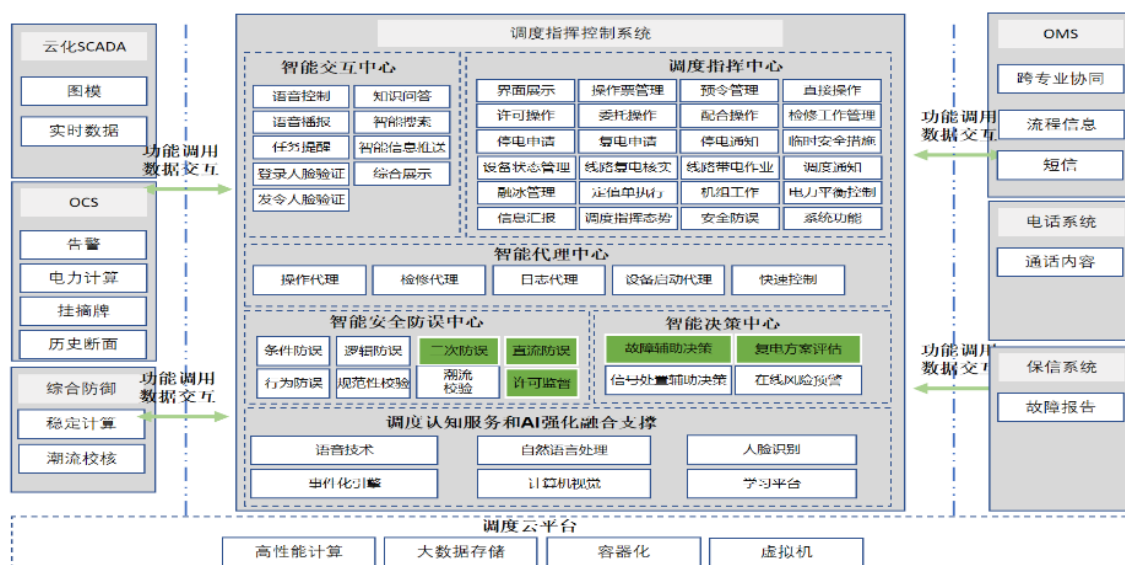 云化SCADA
图模
实时数据
功能调用
数据交互
OCS
告警
电力计算
挂摘牌
历史断面
综合防御
稳定计算
潮流校核
功能调用
数据交互
调度指挥控制系统
智能交互中心
语音控制 知识问答
语音播报 智能搜索
任务提醒 智能信息推送
登录人脸验证 综合展示
发令人脸验证
调度指挥中心
界面展示 操作票管理 预令管理 直接操作
许可操作 委托操作 配合操作 检修工作管理
停电申请 复电申请 停电通知 临时安全措施
设备状态管理 线路复电核实 线路带电作业 调度通知
融冰管理 定值单执行 机组工作 电力平衡控制
信息汇报 调度指挥态势 安全防误 系统功能
智能代理中心
操作代理 检修代理 日志代理 设备启动代理 快速控制
智能安全防误中心
条件防误 逻辑防误 二次防误 直流防误
行为防误 规范性校验 潮流
校验 许可监督
智能决策中心
故障辅助决策 复电方案评估
信号处置辅助决策 在线风险预警
调度认知服务和AI强化融合支撑
语音技术 自然语言处理 人脸识别
事件化引擎 计算机视觉 学习平台
OMS
跨专业协同
流程信息
短信
功能调用
数据交互
电话系统
通话内容
保信系统
故障报告
功能调用
数据交互
调度云平台
高性能计算 大数据存储 容器化 虚拟机